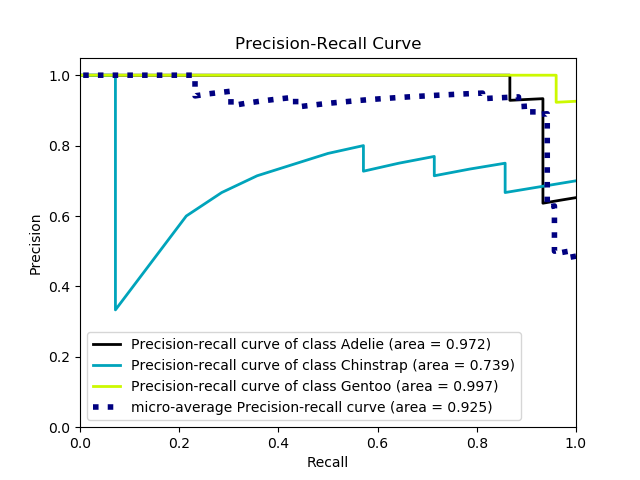 Precision-Recall Curve
1.0
0.8
0.6
0.4
0.2
0.0
Precision
Precision-recall curve of class Adelie (area = 0.972)
Precision-recall curve of class Chinstrap (area = 0.739)
Precision-recall curve of class Gentoo (area = 0.997)
micro-average Precision-recall curve (area = 0.925)
0.0 0.2 0.4 0.6 0.8 1.0
Recall